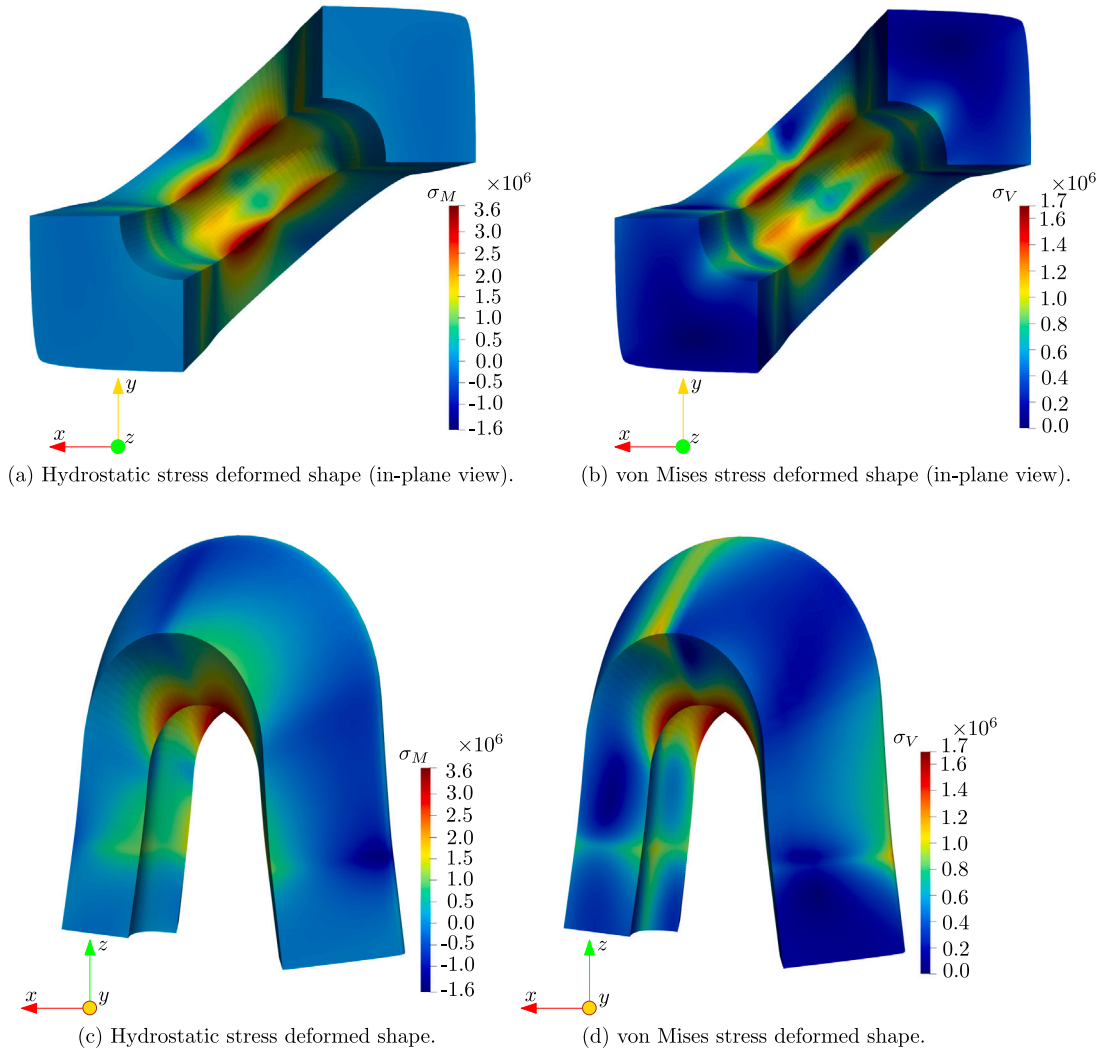 σ_M ×10^6
3.6
3.0
2.5
2.0
1.5
1.0
0.5
0.0
-0.5
-1.0
-1.6
y
x
z
(a) Hydrostatic stress deformed shape (in-plane view).
σ_V ×10^6
1.7
1.6
1.4
1.2
1.0
0.8
0.6
0.4
0.2
0.0
y
x
z
(b) von Mises stress deformed shape (in-plane view).
σ_M ×10^6
3.6
3.0
2.5
2.0
1.5
1.0
0.5
0.0
-0.5
-1.0
-1.6
z
x
y
(c) Hydrostatic stress deformed shape.
σ_V ×10^6
1.7
1.6
1.4
1.2
1.0
0.8
0.6
0.4
0.2
0.0
z
x
y
(d) von Mises stress deformed shape.